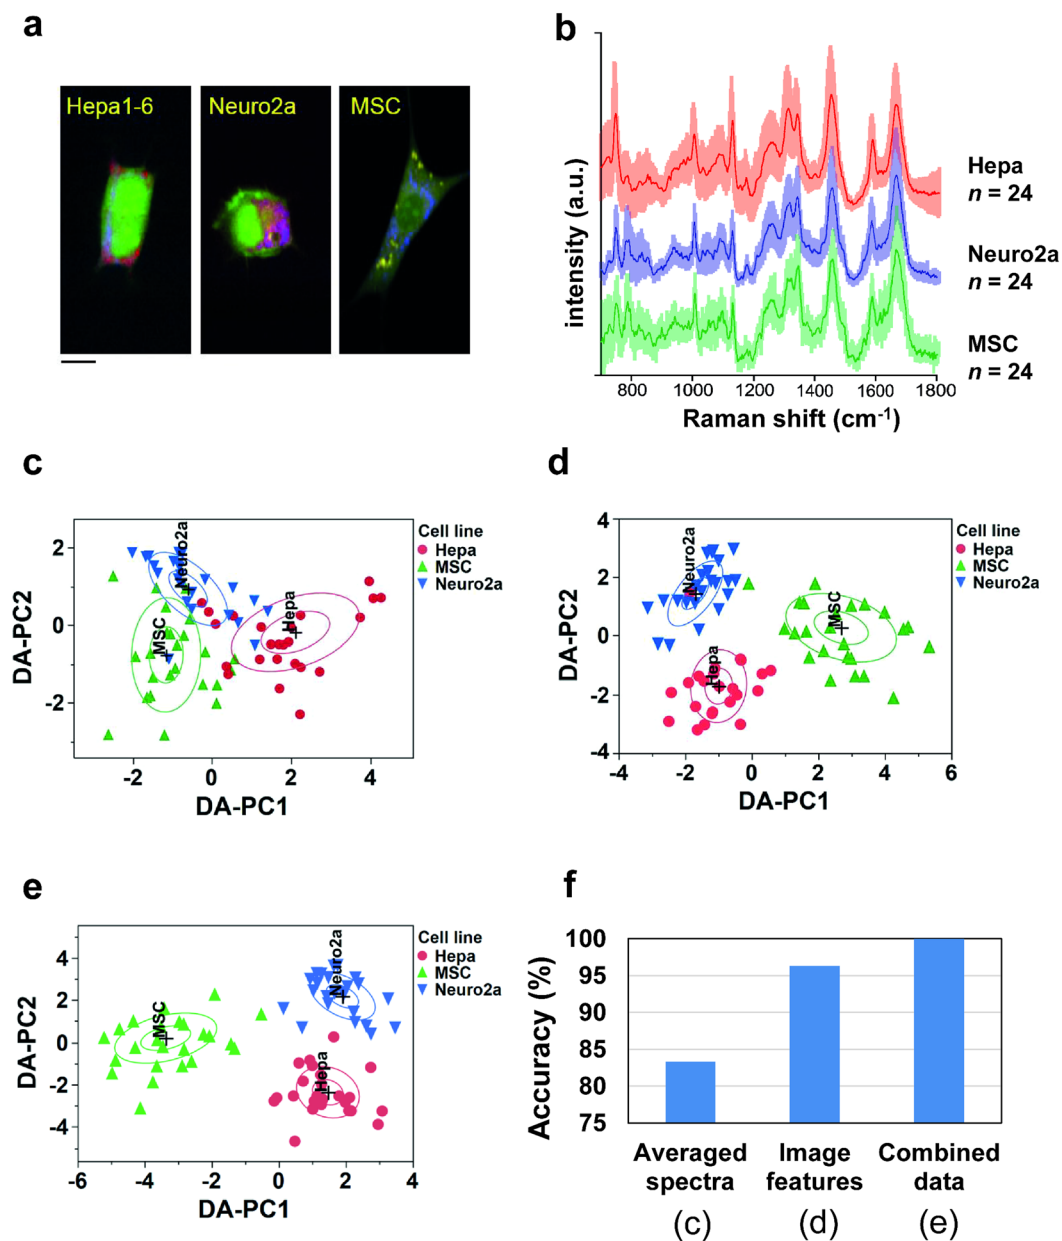 a
Hepa1-6
Neuro2a
MSC
b
intensity (a.u.)
Hepa
n = 24
Neuro2a
n = 24
MSC
n = 24
800 1000 1200 1400 1600 1800
Raman shift (cm-1)
c
DA-PC2
2
0
-2
-2 0 2 4
DA-PC1
Neuro2a
MSC
Hepa
Cell line
Hepa
MSC
Neuro2a
d
DA-PC2
4
2
0
-2
-4
-4 -2 0 2 4 6
DA-PC1
Neuro2a
Hepa
MSC
Cell line
Hepa
MSC
Neuro2a
e
DA-PC2
4
2
0
-2
-4
-6 -4 -2 0 2 4
DA-PC1
MSC
Neuro2a
Hepa
Cell line
Hepa
MSC
Neuro2a
f
Accuracy (%)
100
95
90
85
80
75
Averaged
spectra
(c)
Image
features
(d)
Combined
data
(e)